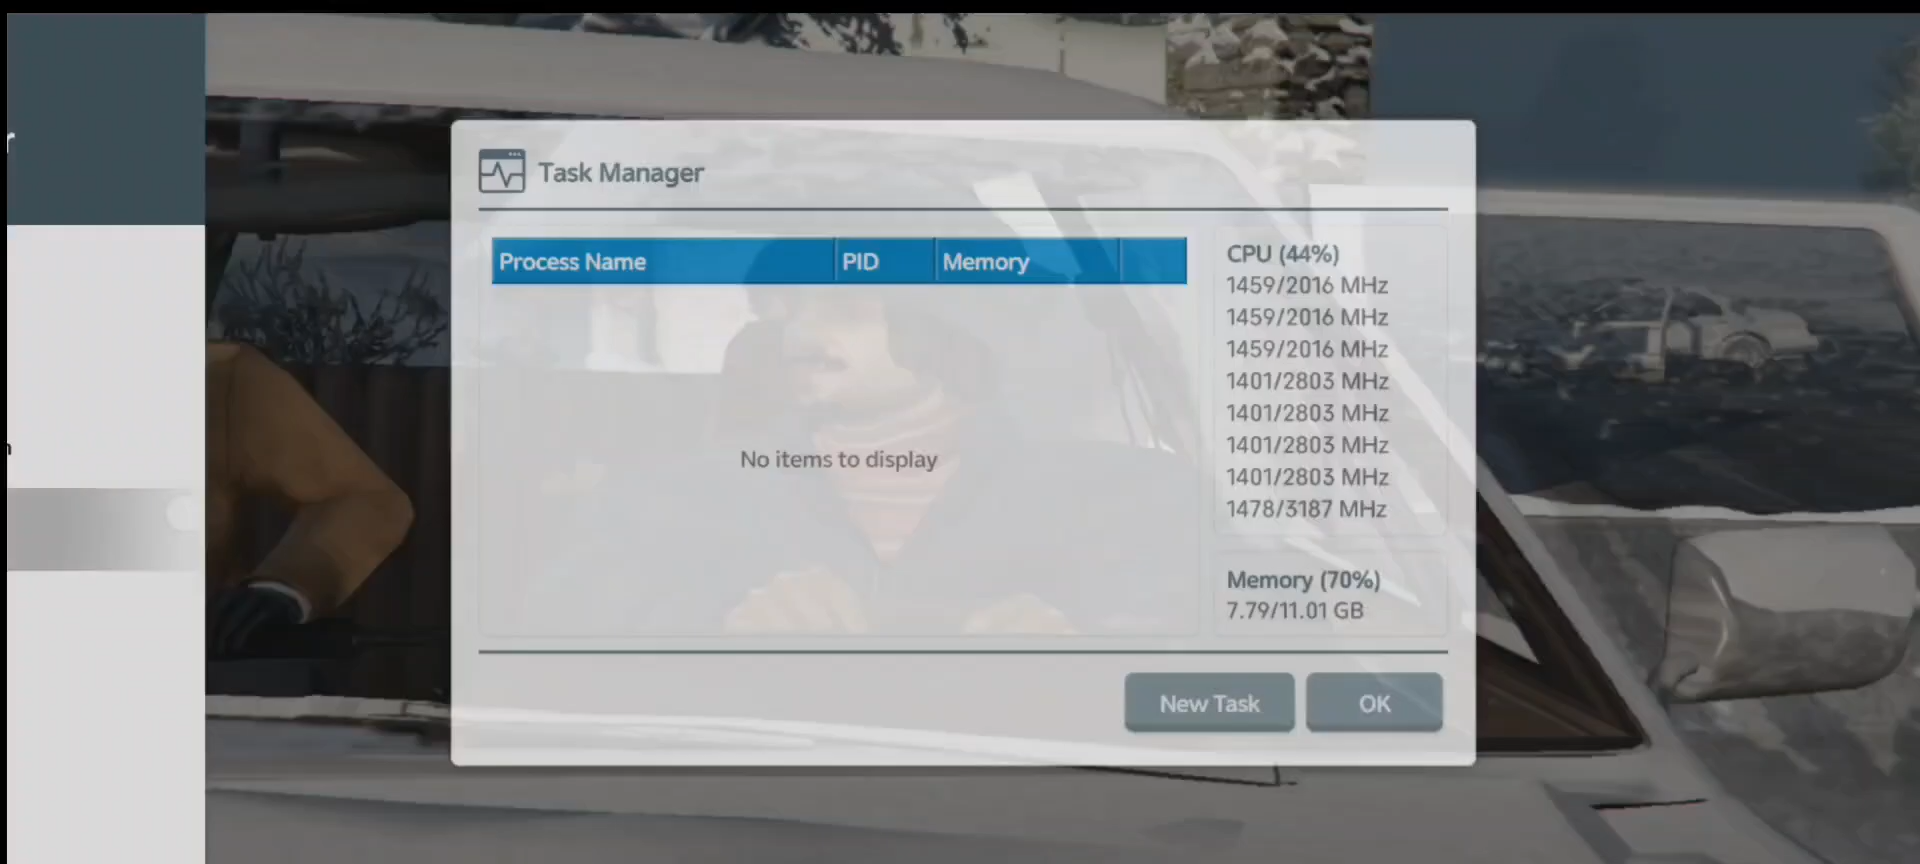 Task Manager
Process Name PID Memory
No items to display
CPU (44%)
1459/2016 MHz
1459/2016 MHz
1459/2016 MHz
1401/2803 MHz
1401/2803 MHz
1401/2803 MHz
1401/2803 MHz
1478/3187 MHz
Memory (70%)
7.79/11.01 GB
New Task OK